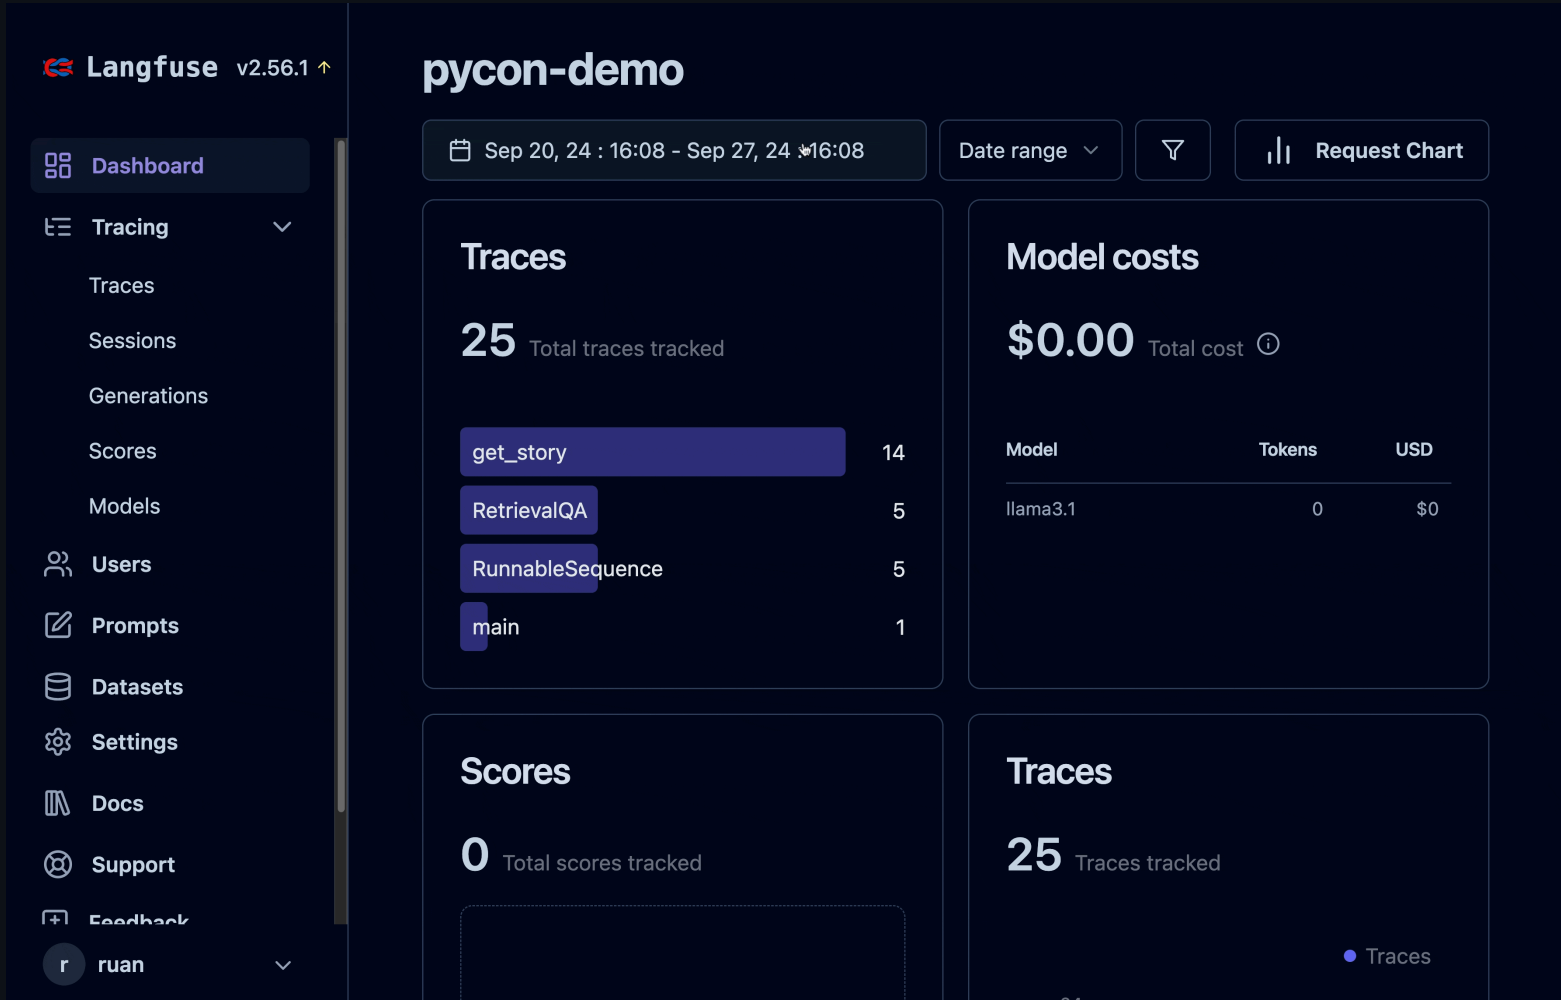 Langfuse v2.56.1
Dashboard
Tracing
Traces
Sessions
Generations
Scores
Models
Users
Prompts
Datasets
Settings
Docs
Support
Feedback
r ruan
pycon-demo
Sep 20, 24 : 16:08 - Sep 27, 24 : 16:08
Date range
Request Chart
Traces
25 Total traces tracked
get_story 14
RetrievalQA 5
RunnableSequence 5
main 1
Model costs
$0.00 Total cost
Model Tokens USD
llama3.1 0 $0
Scores
0 Total scores tracked
Traces
25 Traces tracked
Traces